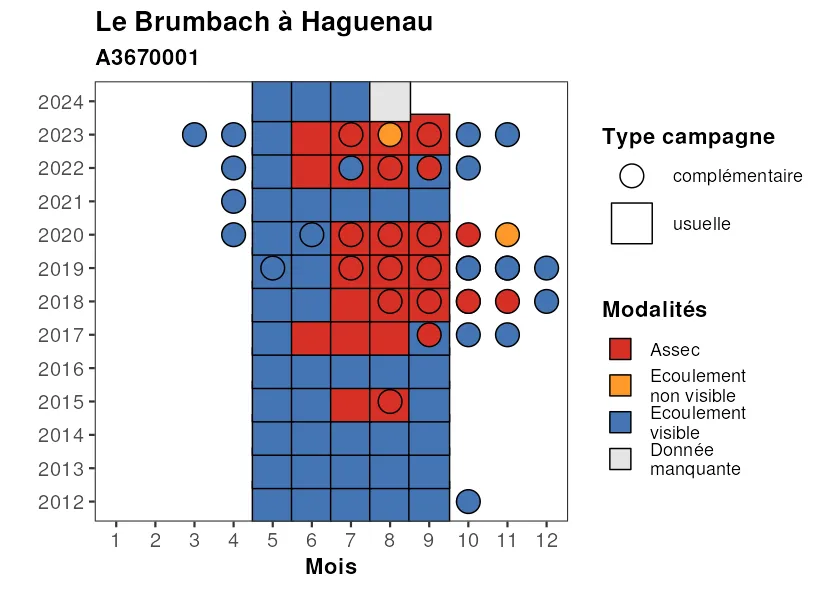 Le Brumbach à Haguenau
A3670001
2024
2023
2022
2021
2020
2019
2018
2017
2016
2015
2014
2013
2012
1 2 3 4 5 6 7 8 9 10 11 12
Mois
Type campagne
complémentaire
usuelle
Modalités
Assec
Ecoulement
non visible
Ecoulement
visible
Donnée
manquante